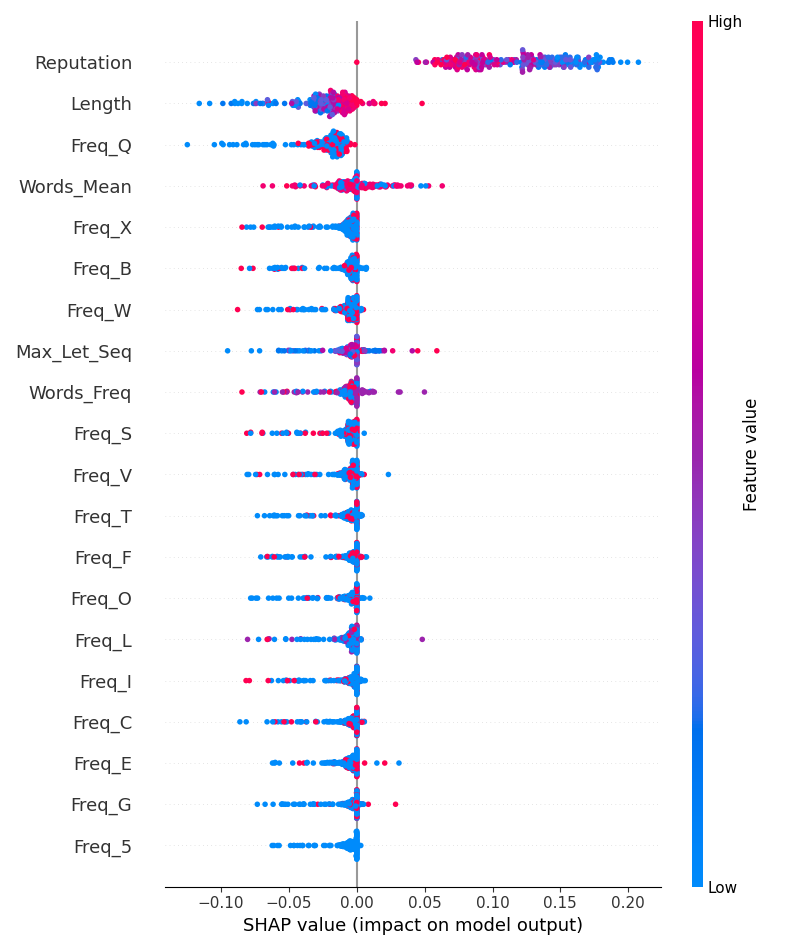 High
Reputation
Length
Freq_Q
Words_Mean
Freq_X
Freq_B
Freq_W
Max_Let_Seq
Words_Freq
Freq_S
Freq_V
Freq_T
Freq_F
Freq_O
Freq_L
Freq_I
Freq_C
Freq_E
Freq_G
Freq_5
Feature value
Low
−0.10 −0.05 0.00 0.05 0.10 0.15 0.20
SHAP value (impact on model output)